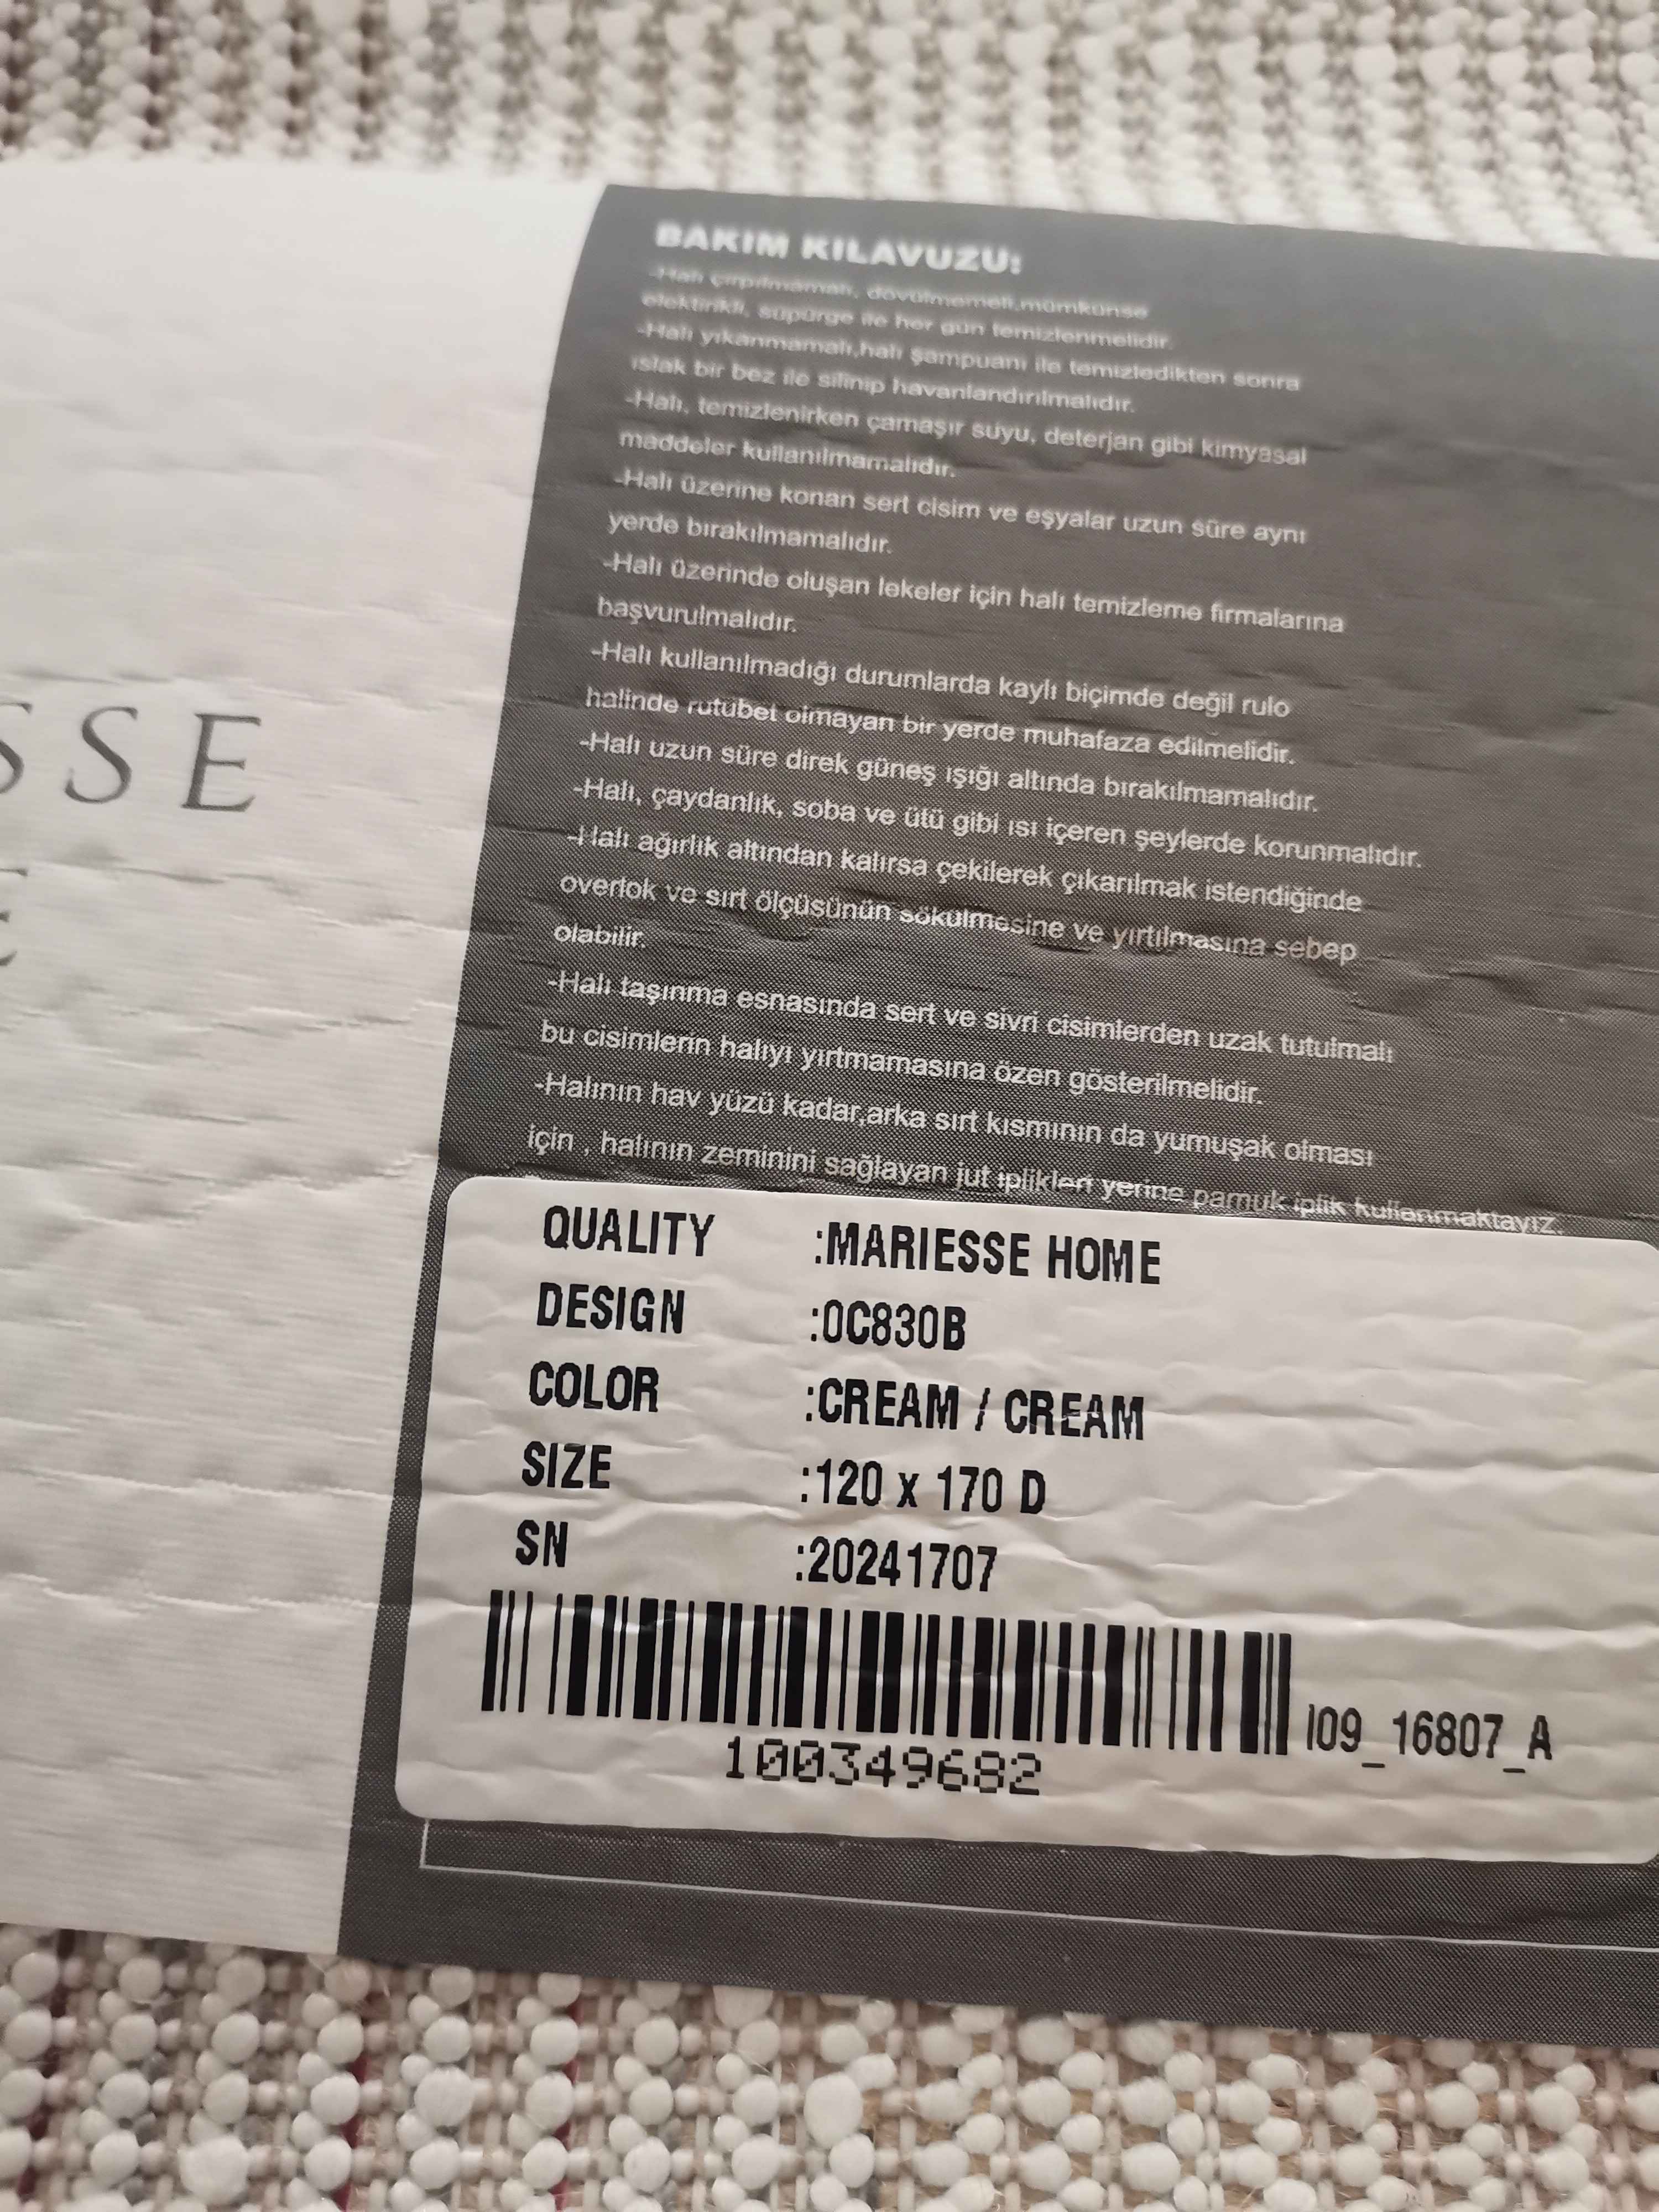 SSE
E
BAKIM KILAVUZU:
-Halı çırpılmamalı, dövülmemeli.mümkünse
elektirikli, süpürge ile her gün temizlenmelidir.
-Halı yıkanmamalı,halı şampuanı ile temizledikten sonra
ıslak bir bez ile silinip havanlandırılmalıdır.
-Halı, temizlenirken çamaşır suyu, deterjan gibi kimyasal
maddeler kullanılmamalıdır.
-Halı üzerine konan sert cisim ve eşyalar uzun süre aynı
yerde bırakılmamalıdır.
-Halı üzerinde oluşan lekeler için halı temizleme firmalarına
başvurulmalıdır.
-Halı kullanılmadığı durumlarda kaylı biçimde değil rulo
halinde rutübet olmayan bir yerde muhafaza edilmelidir.
-Halı uzun süre direk güneş ışığı altında bırakılmamalıdır.
-Halı, çaydanlık, soba ve ütü gibi ısı içeren şeylerde korunmalıdır.
-Halı ağırlık altından kalırsa çekilerek çıkarılmak istendiğinde
overlok ve sırt ölçüsünün sökülmesine ve yırtılmasına sebep
olabilir.
-Halı taşınma esnasında sert ve sivri cisimlerden uzak tutulmalı
bu cisimlerin halıyı yırtmamasına özen gösterilmelidir.
-Halının hav yüzü kadar,arka sırt kısmının da yumuşak olması
için , halının zeminini sağlayan jut iplikleri yerine pamuk iplik kullanmaktayız.
QUALITY :MARIESSE HOME
DESIGN :0C830B
COLOR :CREAM / CREAM
SIZE :120 x 170 D
SN :20241707
I09_16807_A
100349682